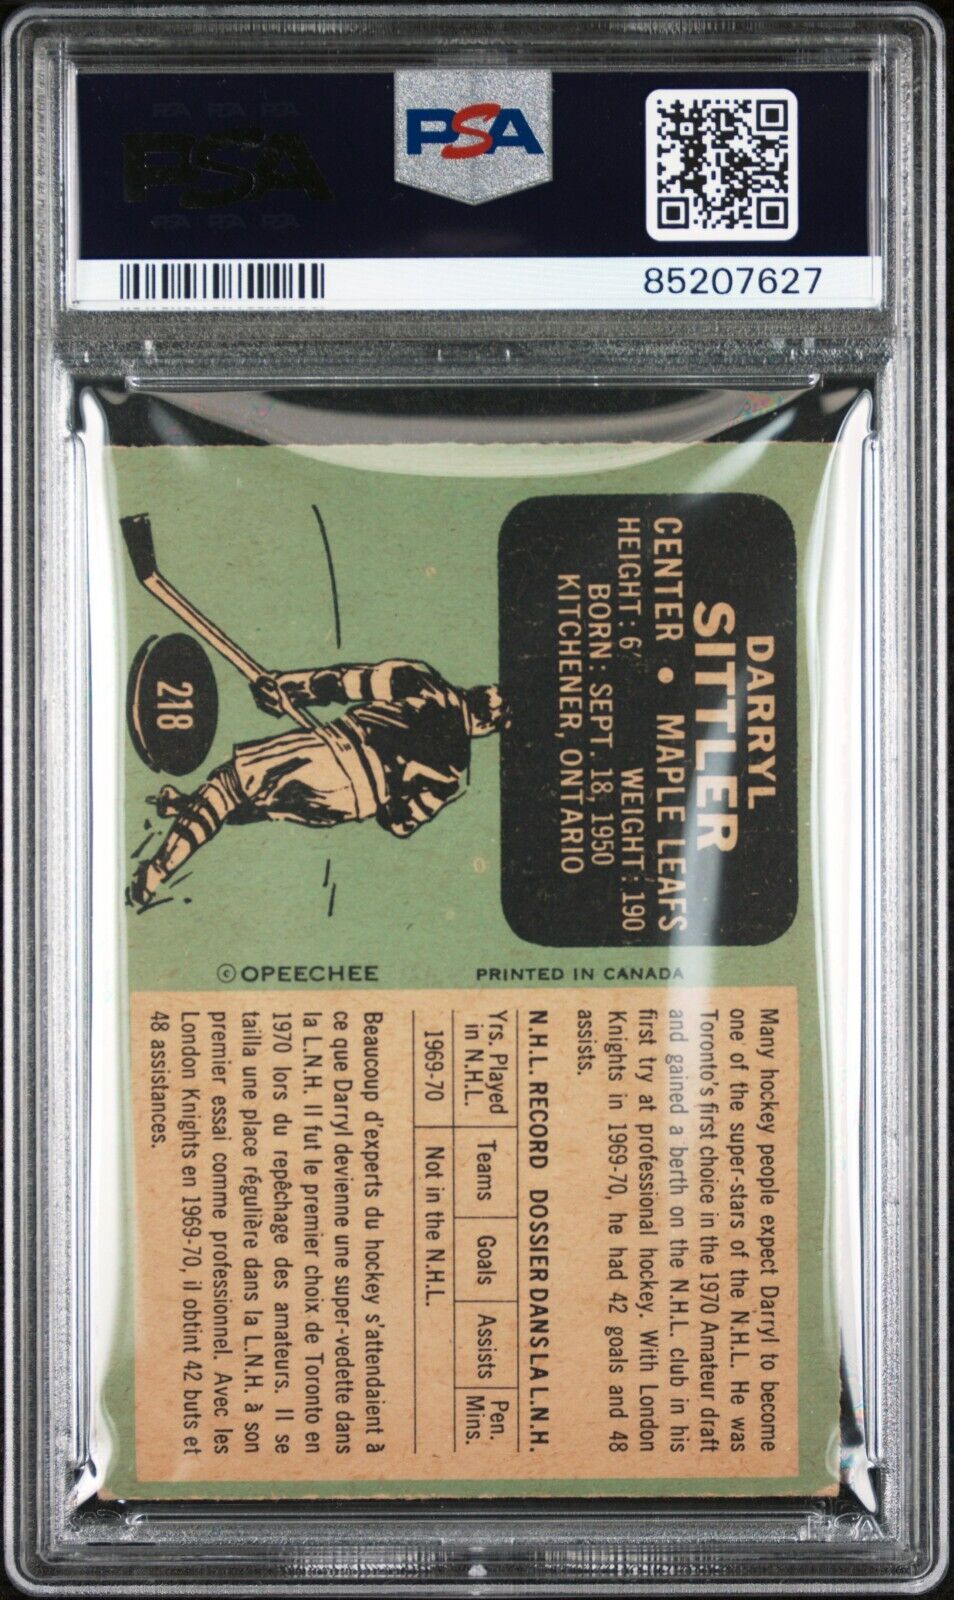 PSA PSA PSA
PSA
PSA PSA PSA
PSA
85207627
DARRYL
SITTLER
CENTER • MAPLE LEAFS
HEIGHT: 6' WEIGHT: 190
BORN: SEPT. 18, 1950
KITCHENER, ONTARIO
218
© OPEECHEE PRINTED IN CANADA
Many hockey people expect Darryl to become
one of the super-stars of the N.H.L. He was
Toronto's first choice in the 1970 Amateur draft
and gained a berth on the N.H.L. club in his
first try at professional hockey. With London
Knights in 1969-70, he had 42 goals and 48
assists.
N.H.L. RECORD DOSSIER DANS LA L.N.H.
Yrs. Played Teams Goals Assists Pen.
in N.H.L. Mins.
1969-70 Not in the N.H.L.
Beaucoup d'experts du hockey s'attendaient à
ce que Darryl devienne une super-vedette dans
la L.N.H. Il fut le premier choix de Toronto en
1970 lors du repêchage des amateurs. Il se
tailla une place régulière dans la L.N.H. à son
premier essai comme professionnel. Avec les
London Knights en 1969-70, il obtint 42 buts et
48 assistances.